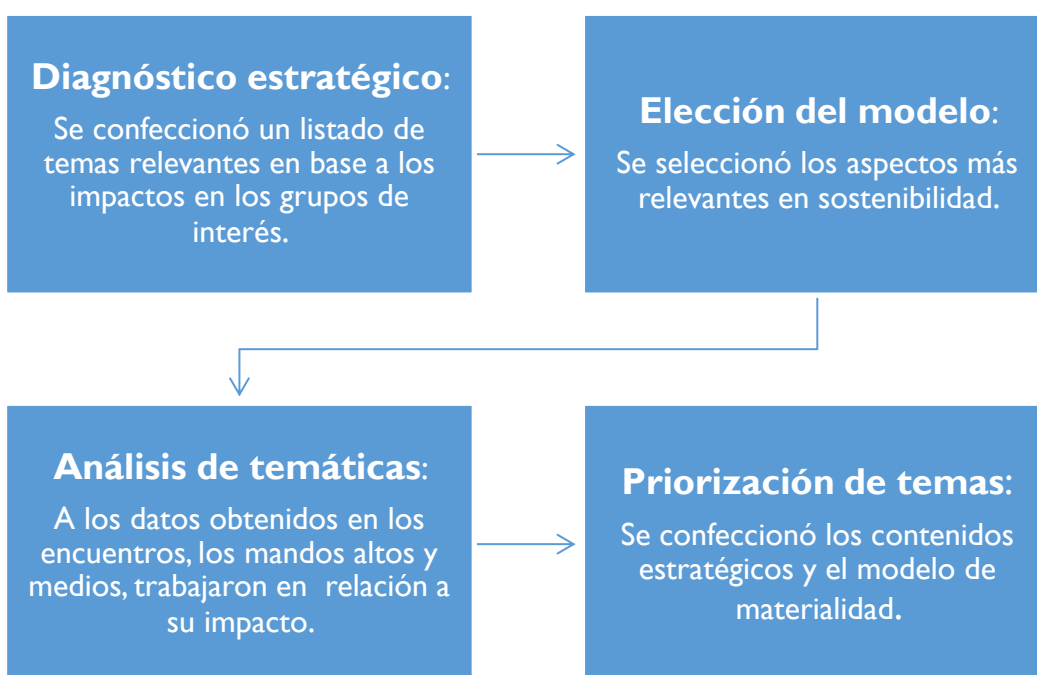 Diagnóstico estratégico:
Se confeccionó un listado de
temas relevantes en base a los
impactos en los grupos de
interés.
Elección del modelo:
Se seleccionó los aspectos más
relevantes en sostenibilidad.
Análisis de temáticas:
A los datos obtenidos en los
encuentros, los mandos altos y
medios, trabajaron en  relación a
su impacto.
Priorización de temas:
Se confeccionó los contenidos
estratégicos y el modelo de
materialidad.